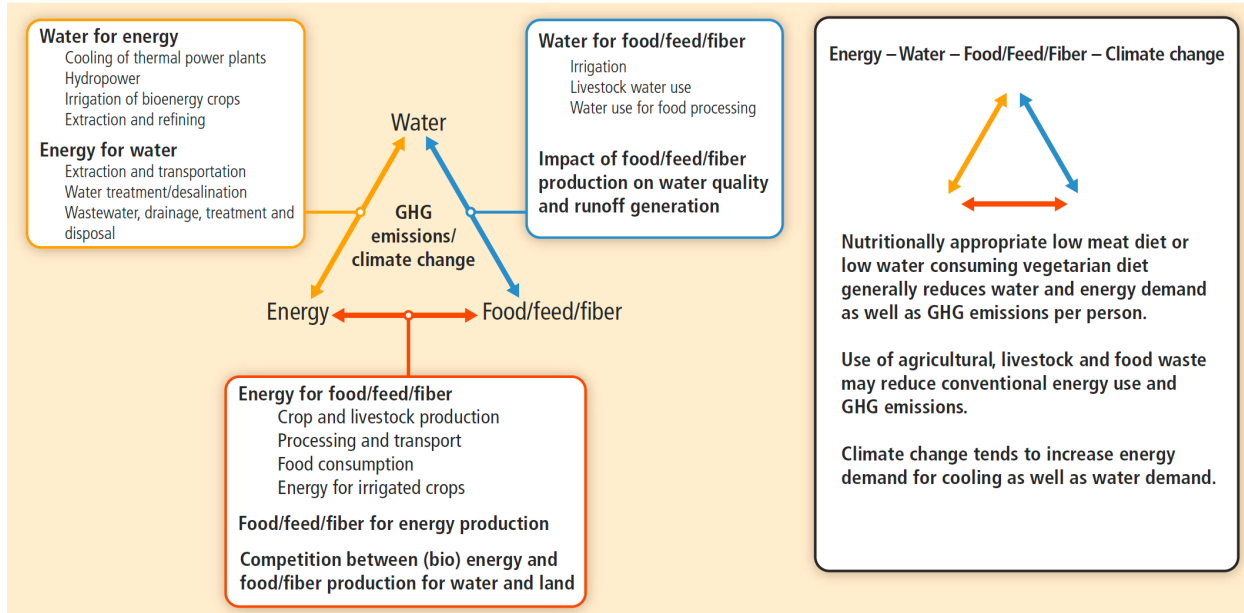 Water for energy
Cooling of thermal power plants
Hydropower
Irrigation of bioenergy crops
Extraction and refining
Energy for water
Extraction and transportation
Water treatment/desalination
Wastewater, drainage, treatment and
disposal
Water for food/feed/fiber
Irrigation
Livestock water use
Water use for food processing
Impact of food/feed/fiber
production on water quality
and runoff generation
Water
GHG
emissions/
climate change
Energy
Food/feed/fiber
Energy for food/feed/fiber
Crop and livestock production
Processing and transport
Food consumption
Energy for irrigated crops
Food/feed/fiber for energy production
Competition between (bio) energy and
food/fiber production for water and land
Energy – Water – Food/Feed/Fiber – Climate change
Nutritionally appropriate low meat diet or
low water consuming vegetarian diet
generally reduces water and energy demand
as well as GHG emissions per person.
Use of agricultural, livestock and food waste
may reduce conventional energy use and
GHG emissions.
Climate change tends to increase energy
demand for cooling as well as water demand.